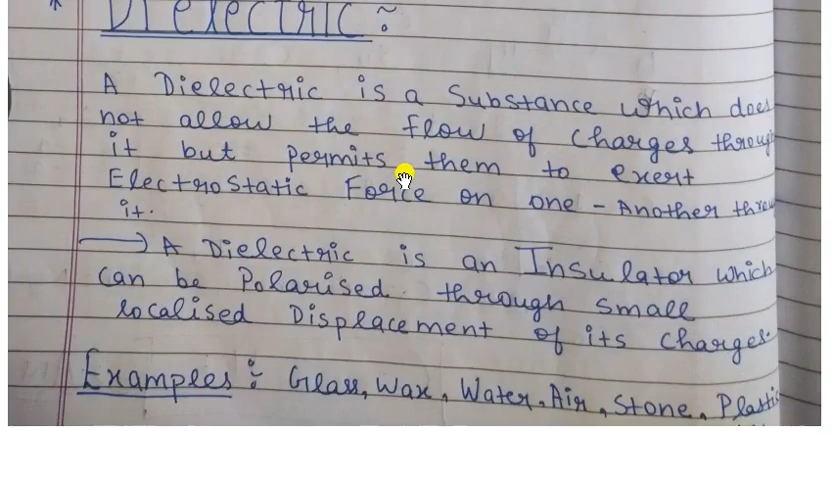 Dielectric :
A Dielectric is a Substance which does
not allow the flow of charges through
it but permits them to exert
ElectroStatic Force on one - Another throu
it.
→ A Dielectric is an Insulator which
can be Polarised through small
localised Displacement of its charges.
Examples : Glass, Wax, Water, Air, Stone, Plastic